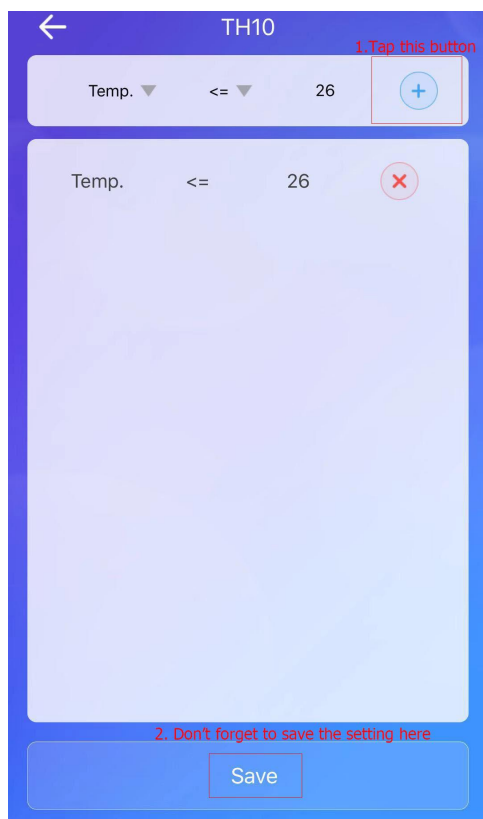 TH10
1.Tap this button
Temp. <= 26
Temp. <= 26
2. Don't forget to save the setting here
Save